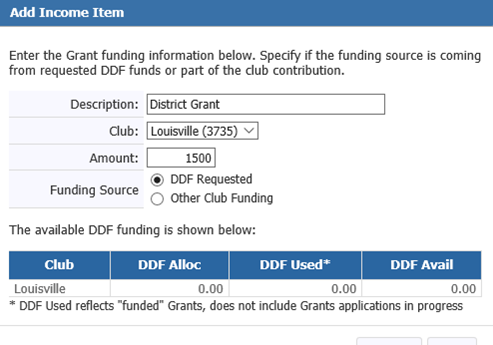 Add Income Item
Enter the Grant funding information below. Specify if the funding source is coming
from requested DDF funds or part of the club contribution.
Description: District Grant
Club: Louisville (3735)
Amount: 1500
Funding Source DDF Requested
Other Club Funding
The available DDF funding is shown below:
Club DDF Alloc DDF Used* DDF Avail
Louisville 0.00 0.00 0.00
* DDF Used reflects "funded" Grants, does not include Grants applications in progress